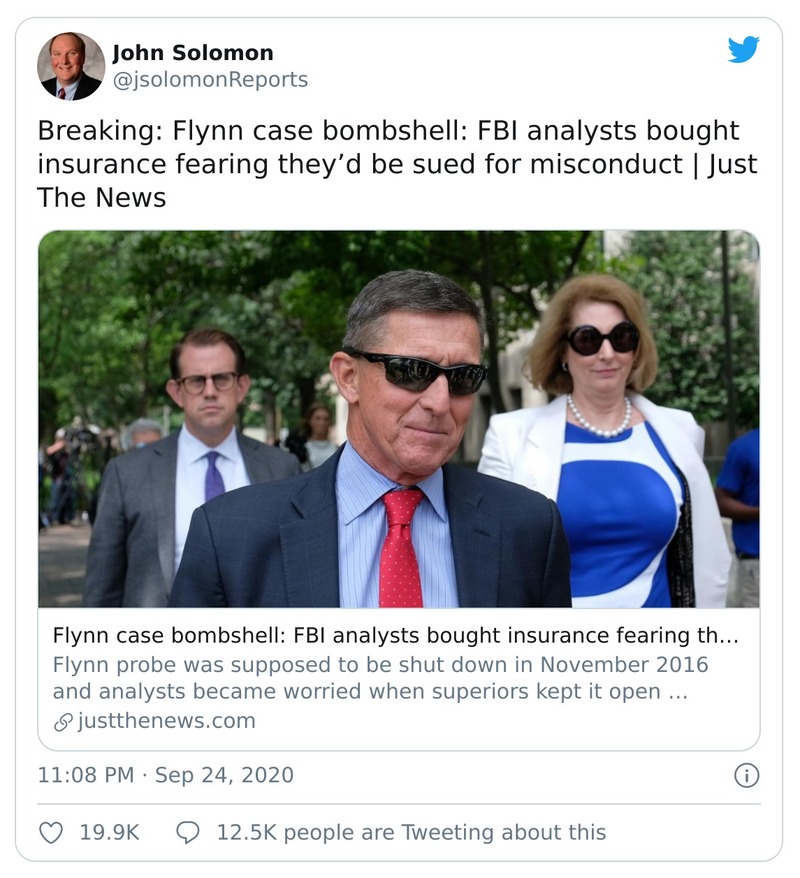 John Solomon
@jsolomonReports
Breaking: Flynn case bombshell: FBI analysts bought
insurance fearing they’d be sued for misconduct | Just
The News
Flynn case bombshell: FBI analysts bought insurance fearing th…
Flynn probe was supposed to be shut down in November 2016
and analysts became worried when superiors kept it open …
justthenews.com
11:08 PM · Sep 24, 2020
19.9K 12.5K people are Tweeting about this